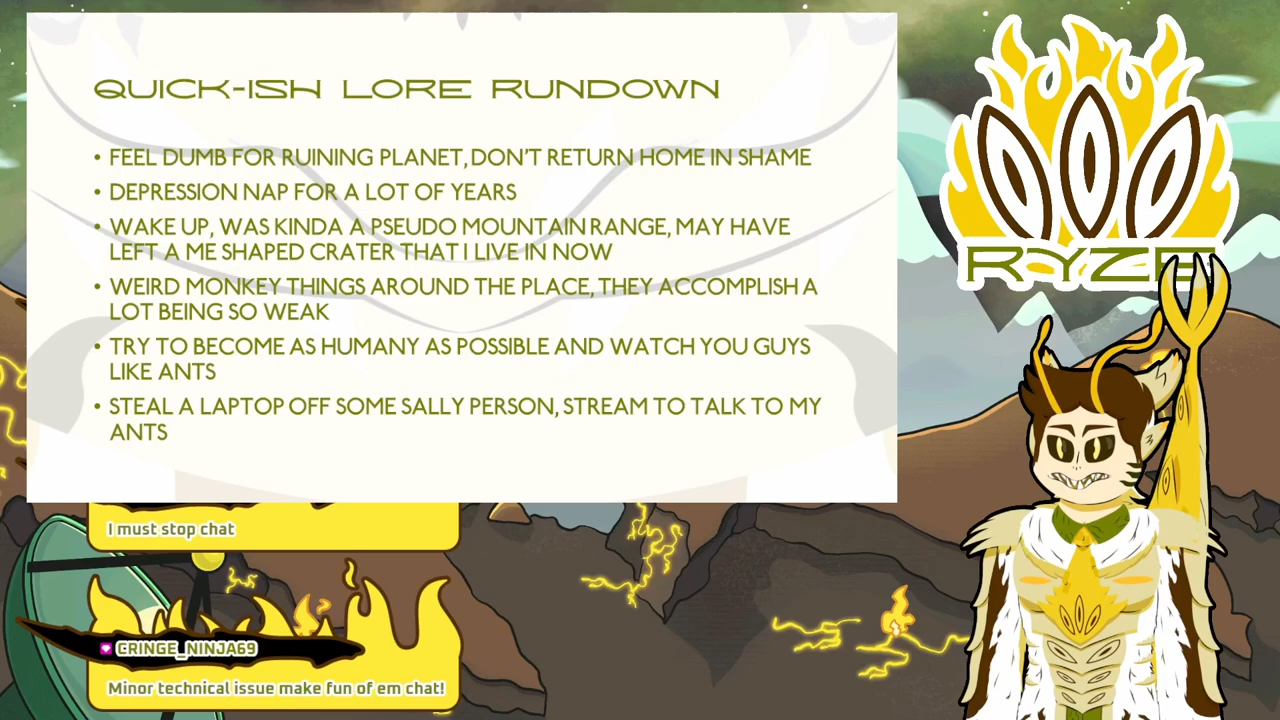 QUICK-ISH LORE RUNDOWN
• FEEL DUMB FOR RUINING PLANET, DON'T RETURN HOME IN SHAME
• DEPRESSION NAP FOR A LOT OF YEARS
• WAKE UP, WAS KINDA A PSEUDO MOUNTAIN RANGE, MAY HAVE
LEFT A ME SHAPED CRATER THAT I LIVE IN NOW
• WEIRD MONKEY THINGS AROUND THE PLACE, THEY ACCOMPLISH A
LOT BEING SO WEAK
• TRY TO BECOME AS HUMANY AS POSSIBLE AND WATCH YOU GUYS
LIKE ANTS
• STEAL A LAPTOP OFF SOME SALLY PERSON, STREAM TO TALK TO MY
ANTS
RYZE
I must stop chat
CRINGE_NINJA69
Minor technical issue make fun of em chat!